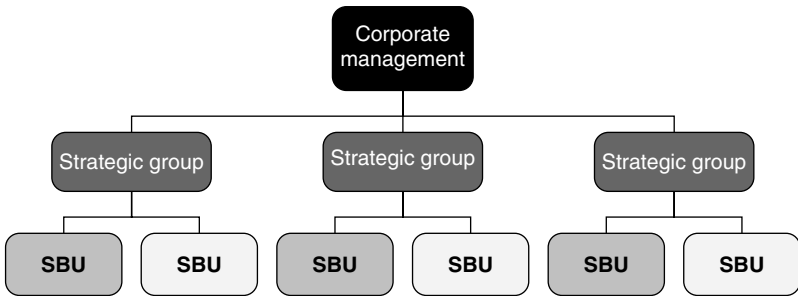 Corporate
management
Strategic group
Strategic group
Strategic group
SBU
SBU
SBU
SBU
SBU
SBU